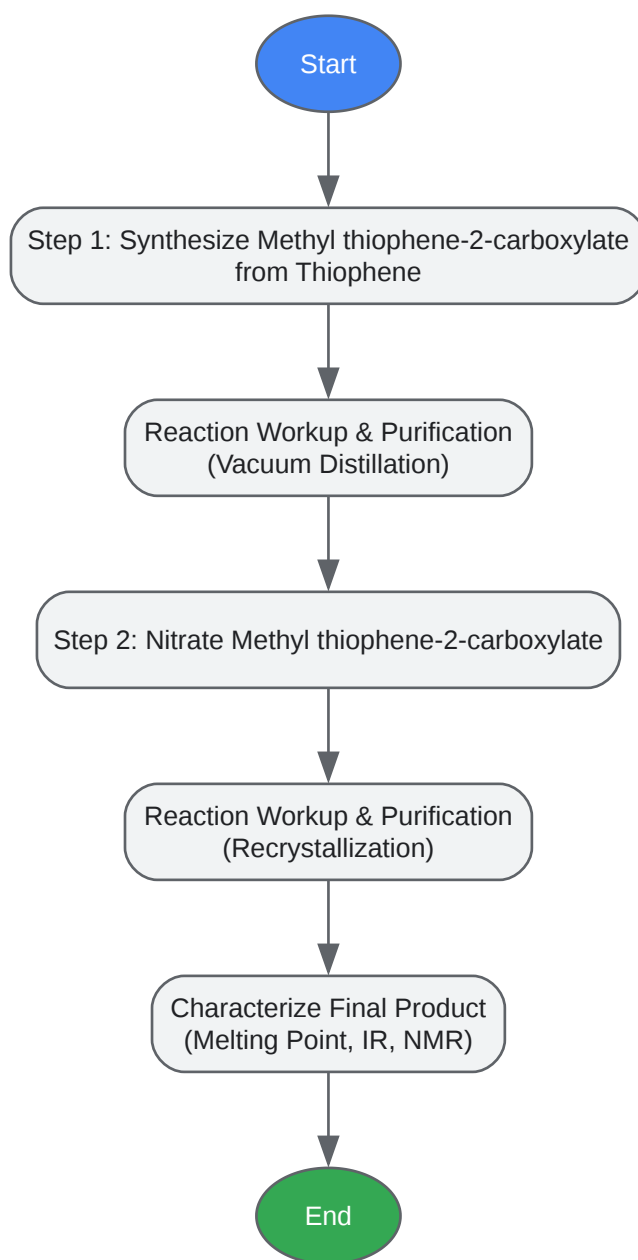 Start
Step 1: Synthesize Methyl thiophene-2-carboxylate
from Thiophene
Reaction Workup & Purification
(Vacuum Distillation)
Step 2: Nitrate Methyl thiophene-2-carboxylate
Reaction Workup & Purification
(Recrystallization)
Characterize Final Product
(Melting Point, IR, NMR)
End